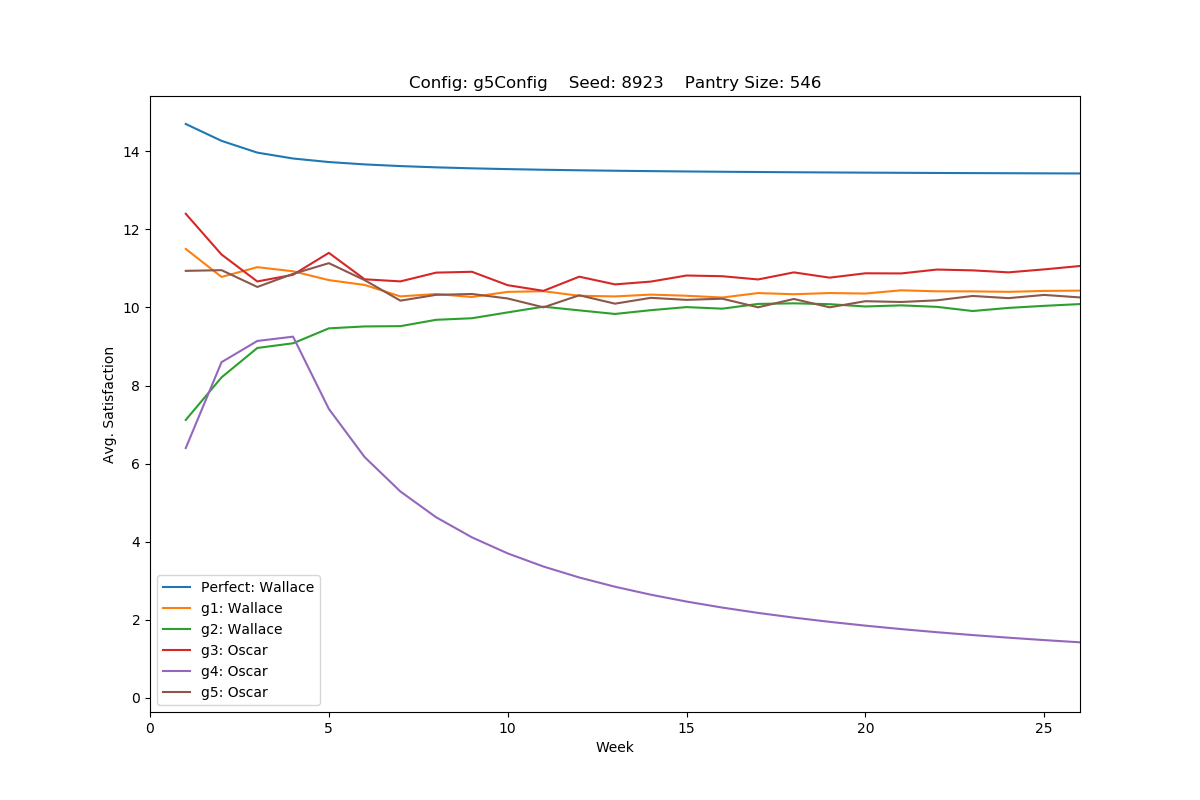 Config: g5Config    Seed: 8923    Pantry Size: 546
Avg. Satisfaction
14
12
10
8
6
4
2
0
Perfect: Wallace
g1: Wallace
g2: Wallace
g3: Oscar
g4: Oscar
g5: Oscar
0 5 10 15 20 25
Week